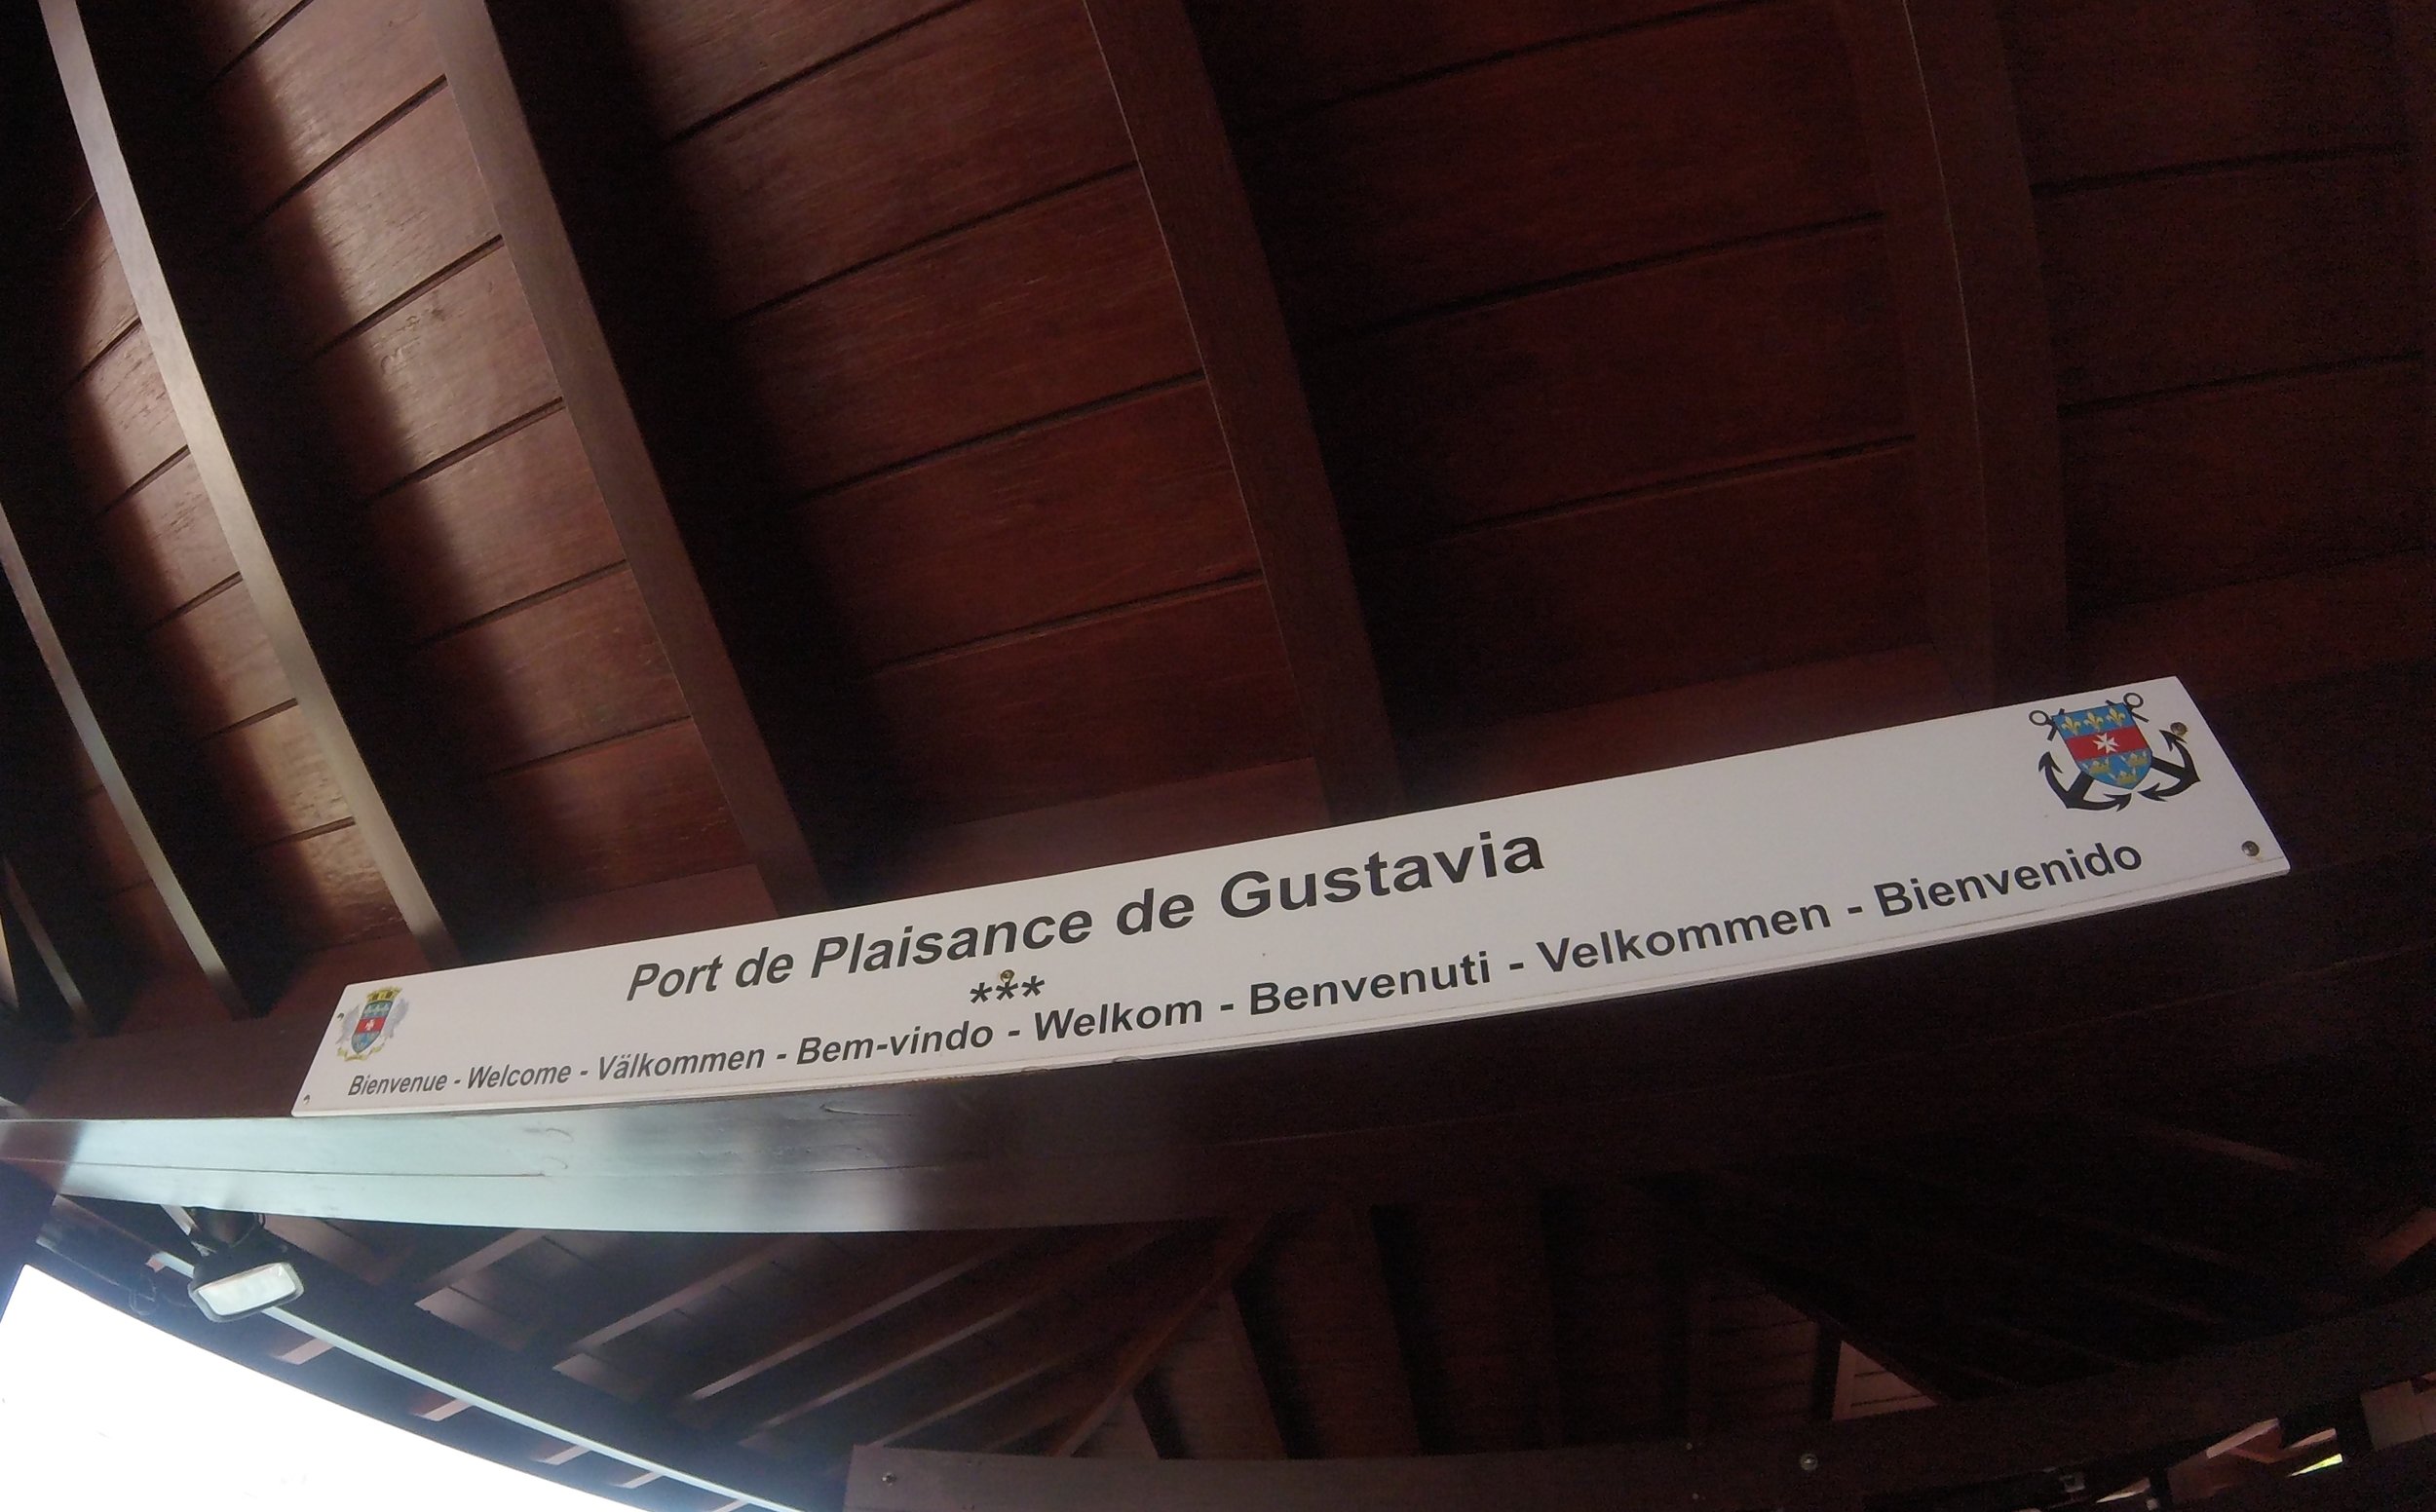 Port de Plaisance de Gustavia
***
Bienvenue - Welcome - Välkommen - Bem-vindo - Welkom - Benvenuti - Velkommen - Bienvenido